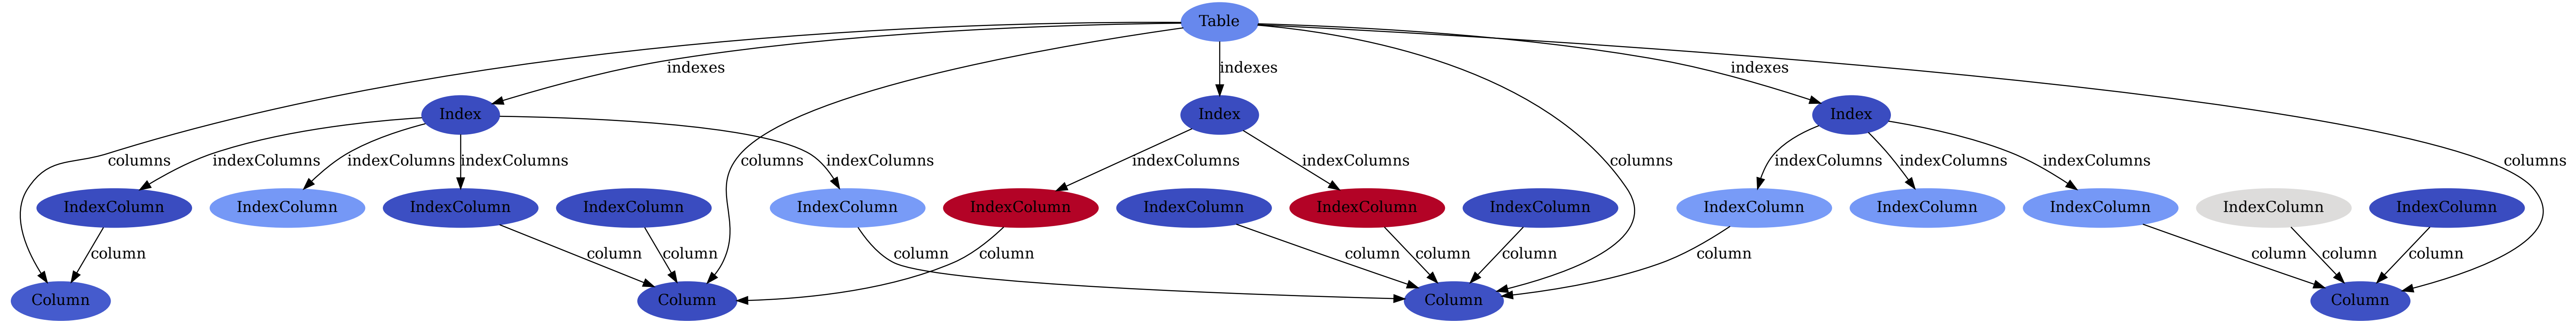 Table
indexes indexes indexes
Index Index Index
columns indexColumns indexColumns indexColumns columns indexColumns indexColumns indexColumns columns indexColumns indexColumns indexColumns columns
IndexColumn IndexColumn IndexColumn IndexColumn IndexColumn IndexColumn IndexColumn IndexColumn IndexColumn IndexColumn IndexColumn IndexColumn IndexColumn IndexColumn
column column column column column column column column column column column column
Column Column Column Column